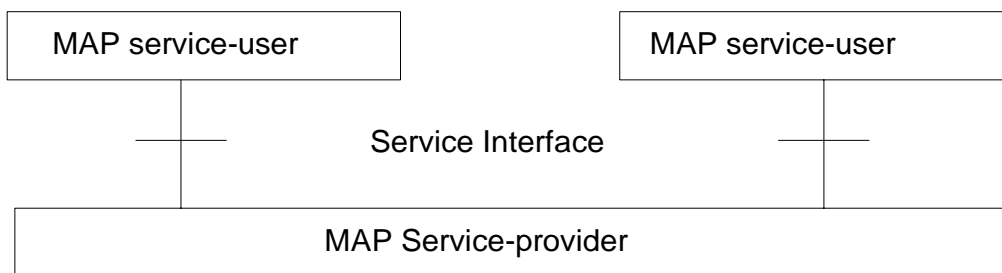 MAP service-user
MAP service-user
Service Interface
MAP Service-provider